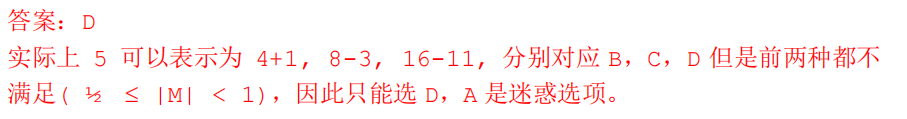 答案：D
实际上 5 可以表示为 4+1, 8-3, 16-11, 分别对应 B, C, D 但是前两种都不
满足( ½ ≤ |M| < 1)，因此只能选 D，A 是迷惑选项。